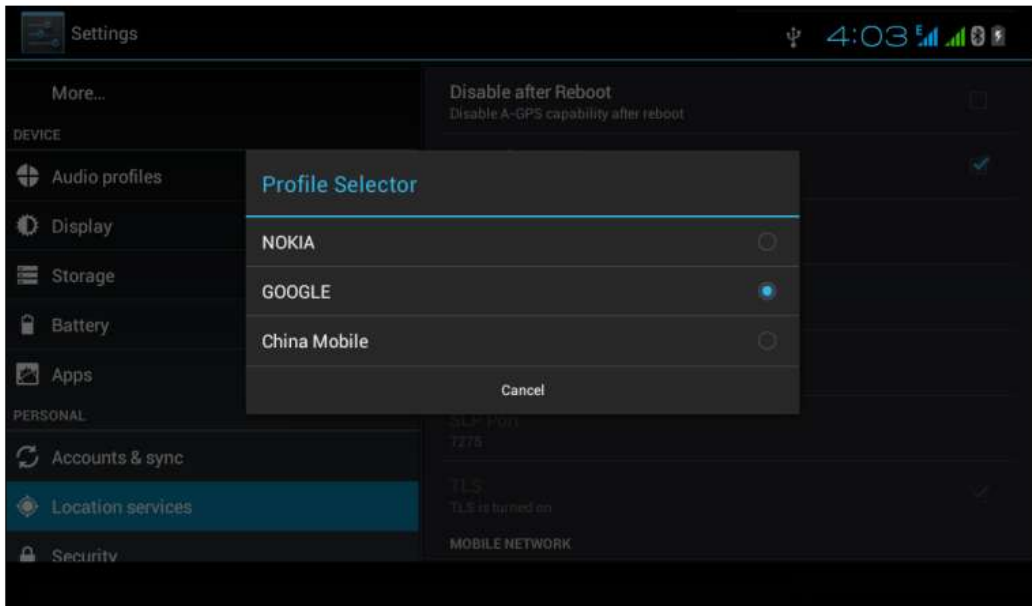 Settings
4:03 E
More...
Disable after Reboot
Disable A-GPS capability after reboot
DEVICE
Audio profiles
Display
Storage
Battery
Apps
PERSONAL
Accounts & sync
Location services
Security
Profile Selector
NOKIA
GOOGLE
China Mobile
Cancel
SLP Port
7275
TLS
TLS is turned on
MOBILE NETWORK